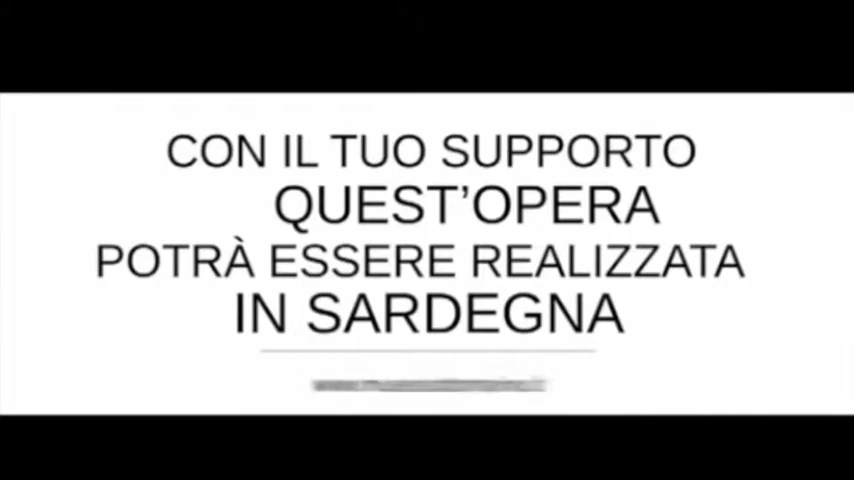 CON IL TUO SUPPORTO
QUEST’OPERA
POTRÀ ESSERE REALIZZATA
IN SARDEGNA